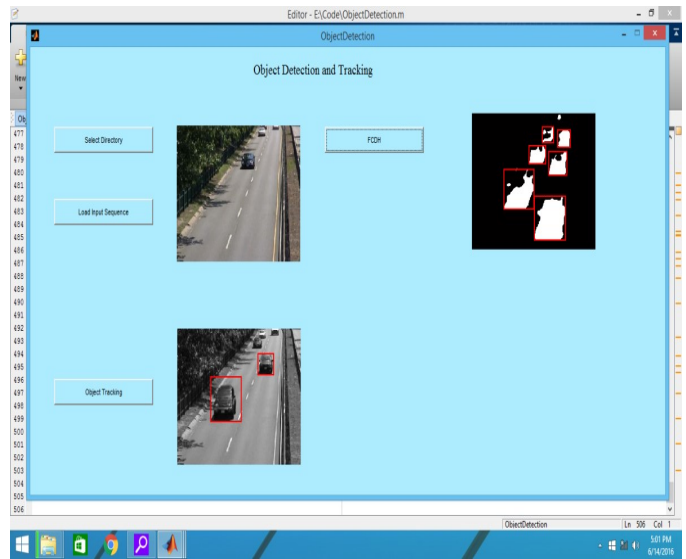 Editor - E:\Code\ObjectDetection.m
ObjectDetection
Object Detection and Tracking
New
Ob
Select Directory
FCDH
Load Input Sequence
Object Tracking
477
478
479
480
481
482
483
484
485
486
487
488
489
490
491
492
493
494
495
496
497
498
499
500
501
502
503
504
505
506
ObjectDetection
Ln 506 Col 1
5:01 PM
6/14/2016